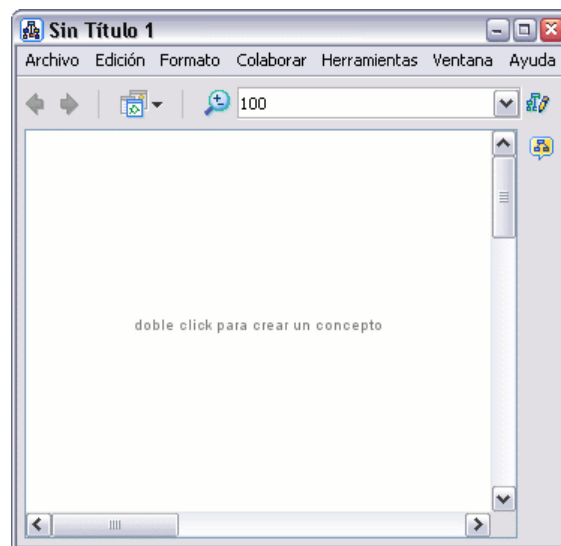 Sin Título 1
Archivo Edición Formato Colaborar Herramientas Ventana Ayuda
100
doble click para crear un concepto